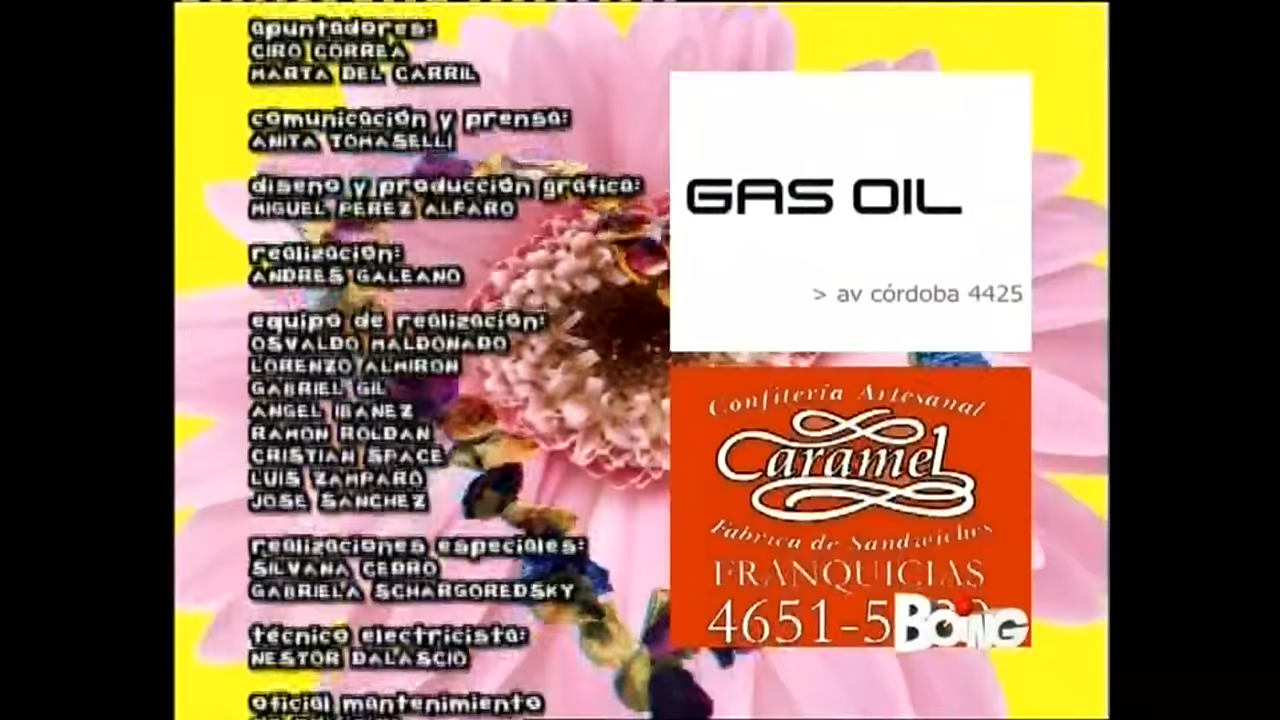 apuntadores:
CIRO CORREA
MARTA DEL CARRIL
comunicación y prensa:
ANITA TOMASELLI
diseno y producción gráfica:
MIGUEL PEREZ ALFARO
realización:
ANDRES GALEANO
equipo de realización:
OSVALDO MALDONADO
LORENZO ALMIRON
GABRIEL GIL
ANGEL IBANEZ
RAMON ROLDAN
CRISTIAN SPACE
LUIS ZAMPARO
JOSE SANCHEZ
realizaciones especiales:
SILVANA CEDRO
GABRIELA SCHARGOREDSKY
técnico electricista:
NESTOR DALASCIO
oficial mantenimiento
GAS OIL
> av córdoba 4425
Confitería Artesanal
Caramel
Fabrica de Sandwiches
FRANQUICIAS
4651-5
BOiNG